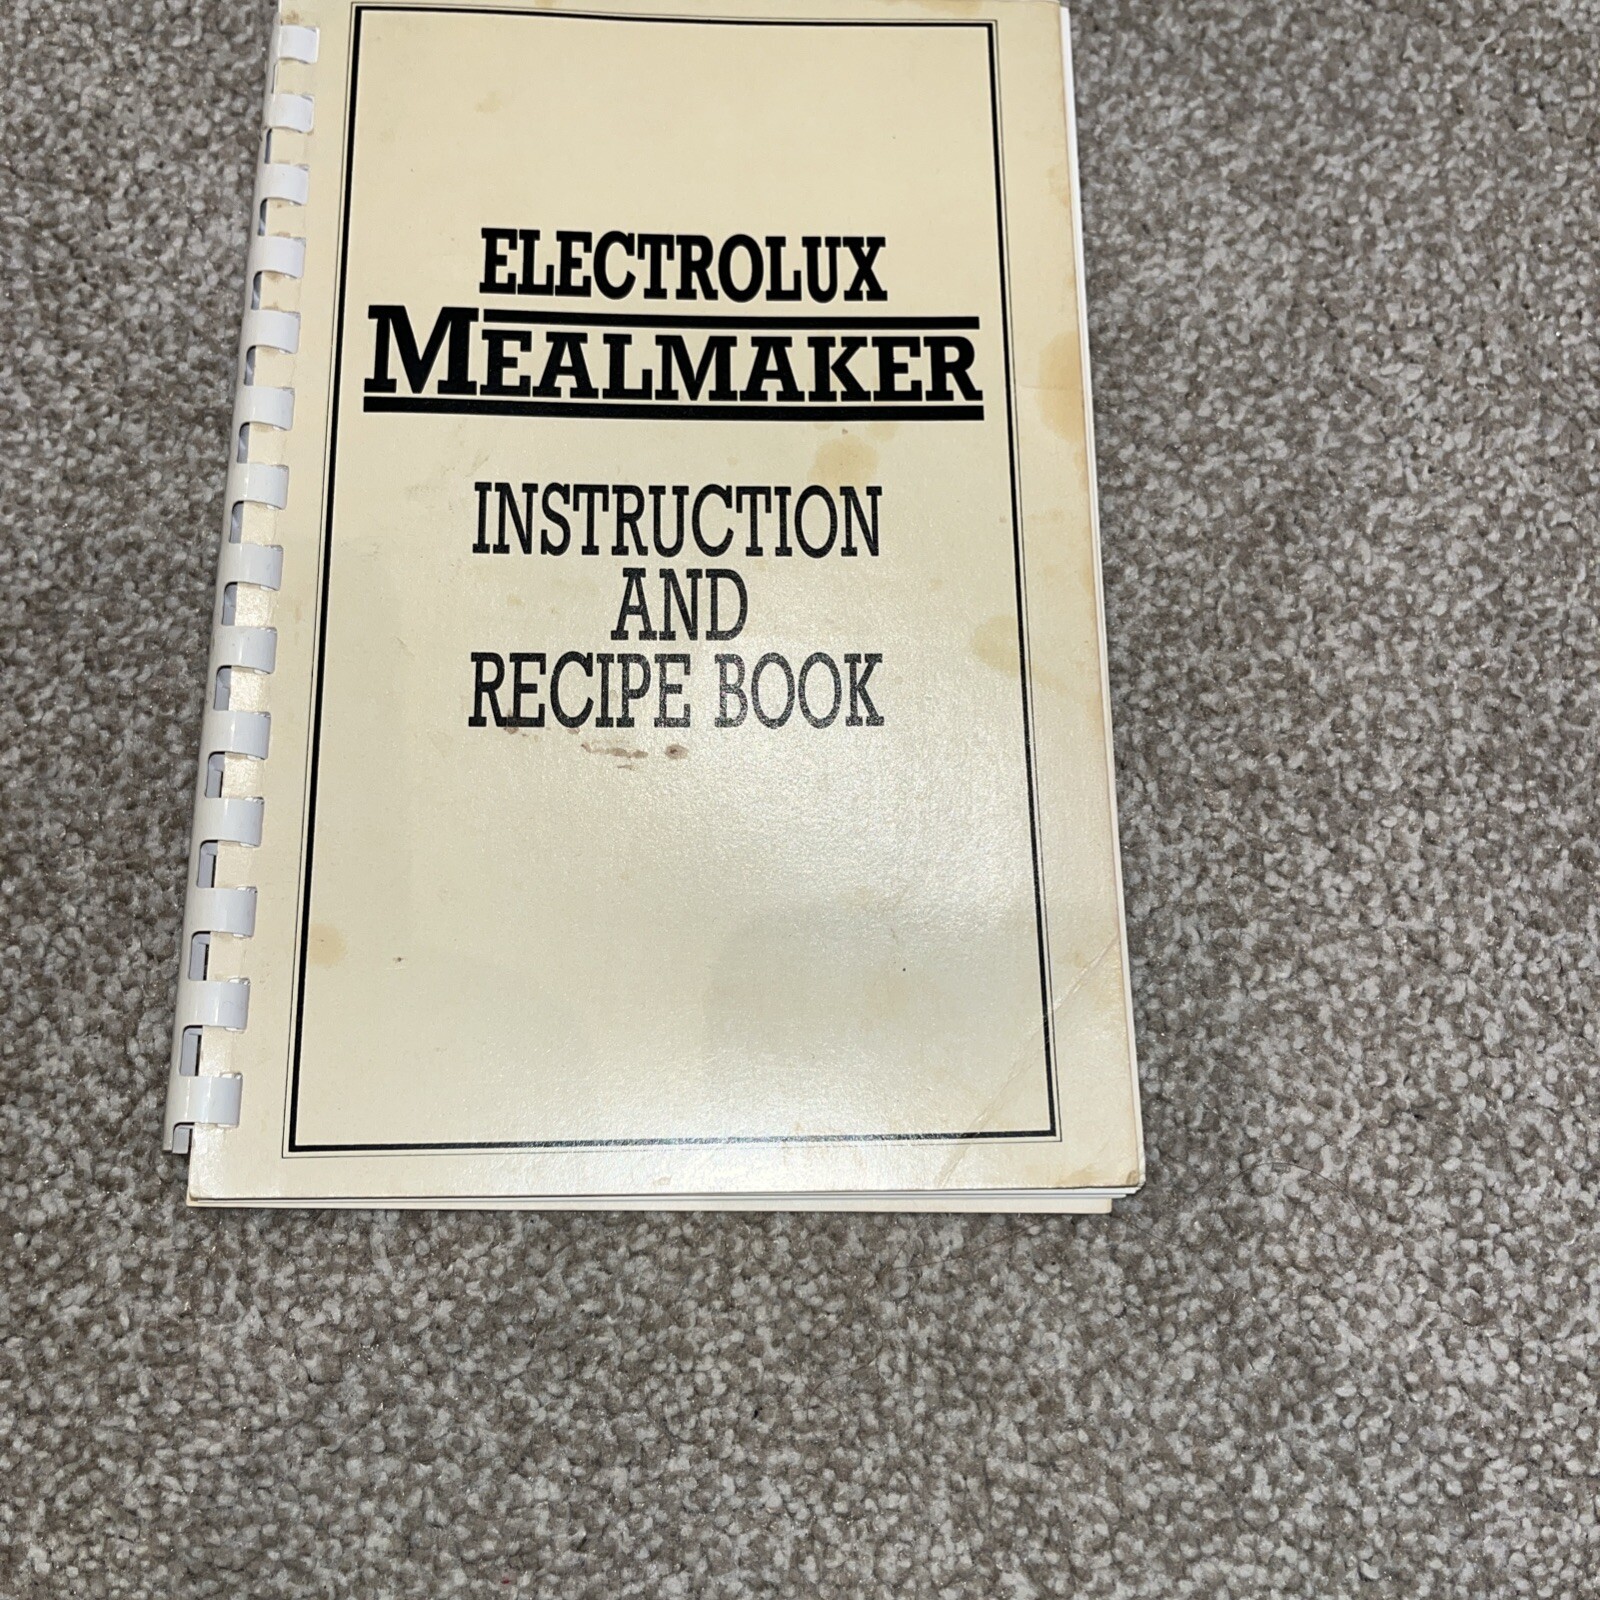 ELECTROLUX
MEALMAKER
INSTRUCTION
AND
RECIPE BOOK